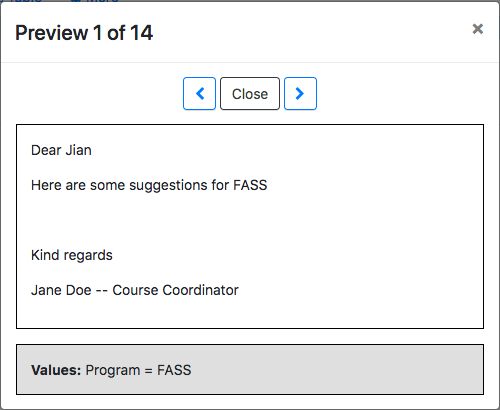 Preview 1 of 14
×
Close
Dear Jian
Here are some suggestions for FASS
Kind regards
Jane Doe -- Course Coordinator
Values: Program = FASS